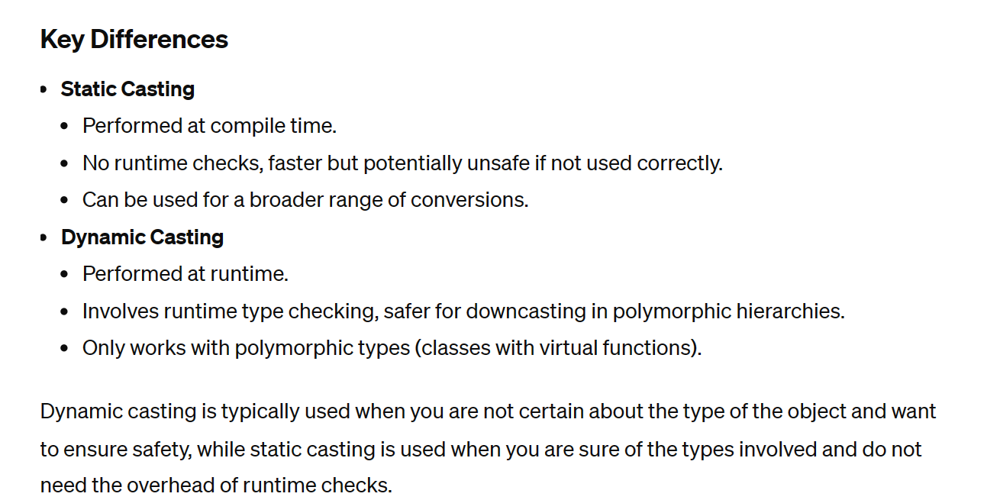 Key Differences
• Static Casting
• Performed at compile time.
• No runtime checks, faster but potentially unsafe if not used correctly.
• Can be used for a broader range of conversions.
• Dynamic Casting
• Performed at runtime.
• Involves runtime type checking, safer for downcasting in polymorphic hierarchies.
• Only works with polymorphic types (classes with virtual functions).
Dynamic casting is typically used when you are not certain about the type of the object and want
to ensure safety, while static casting is used when you are sure of the types involved and do not
need the overhead of runtime checks.